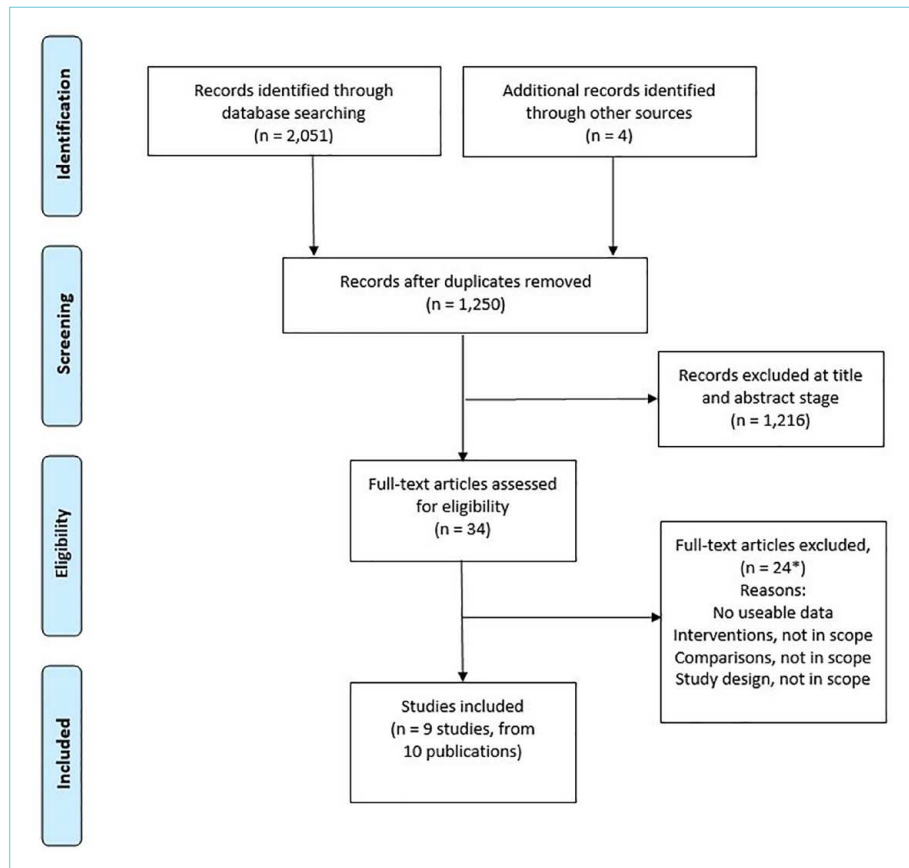 Identification
Records identified through
database searching
(n = 2,051)
Additional records identified
through other sources
(n = 4)
Screening
Records after duplicates removed
(n = 1,250)
Records excluded at title
and abstract stage
(n = 1,216)
Eligibility
Full-text articles assessed
for eligibility
(n = 34)
Full-text articles excluded,
(n = 24*)
Reasons:
No useable data
Interventions, not in scope
Comparisons, not in scope
Study design, not in scope
Included
Studies included
(n = 9 studies, from
10 publications)